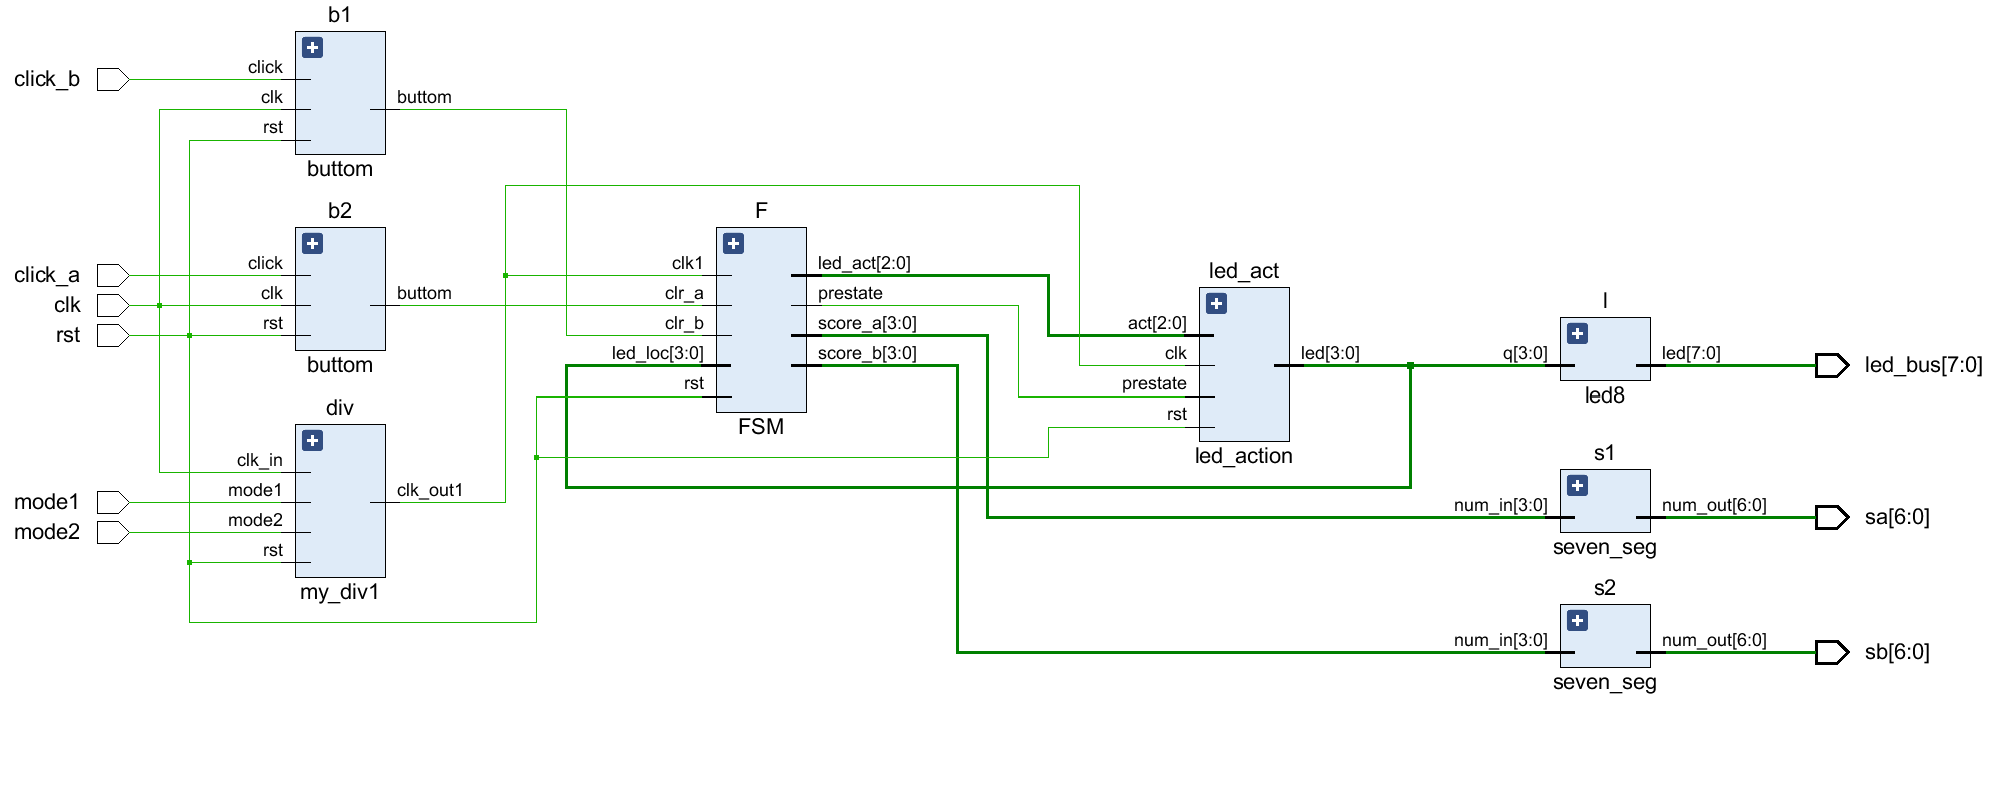 b1
click_b
click
clk
rst
buttom
buttom
b2
click_a
clk
rst
click
clk
rst
buttom
buttom
div
mode1
mode2
clk_in
mode1
mode2
rst
clk_out1
my_div1
F
clk1
clr_a
clr_b
led_loc[3:0]
rst
led_act[2:0]
prestate
score_a[3:0]
score_b[3:0]
FSM
led_act
act[2:0]
clk
prestate
rst
led[3:0]
led_action
l
q[3:0]
led[7:0]
led8
led_bus[7:0]
s1
num_in[3:0]
num_out[6:0]
seven_seg
sa[6:0]
s2
num_in[3:0]
num_out[6:0]
seven_seg
sb[6:0]